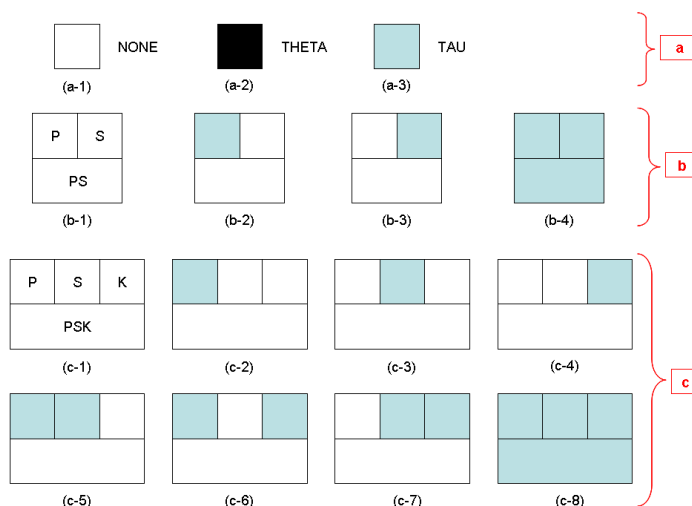 NONE THETA TAU a
(a-1) (a-2) (a-3)
P S
PS
b
(b-1) (b-2) (b-3) (b-4)
P S K
PSK
(c-1) (c-2) (c-3) (c-4)
c
(c-5) (c-6) (c-7) (c-8)